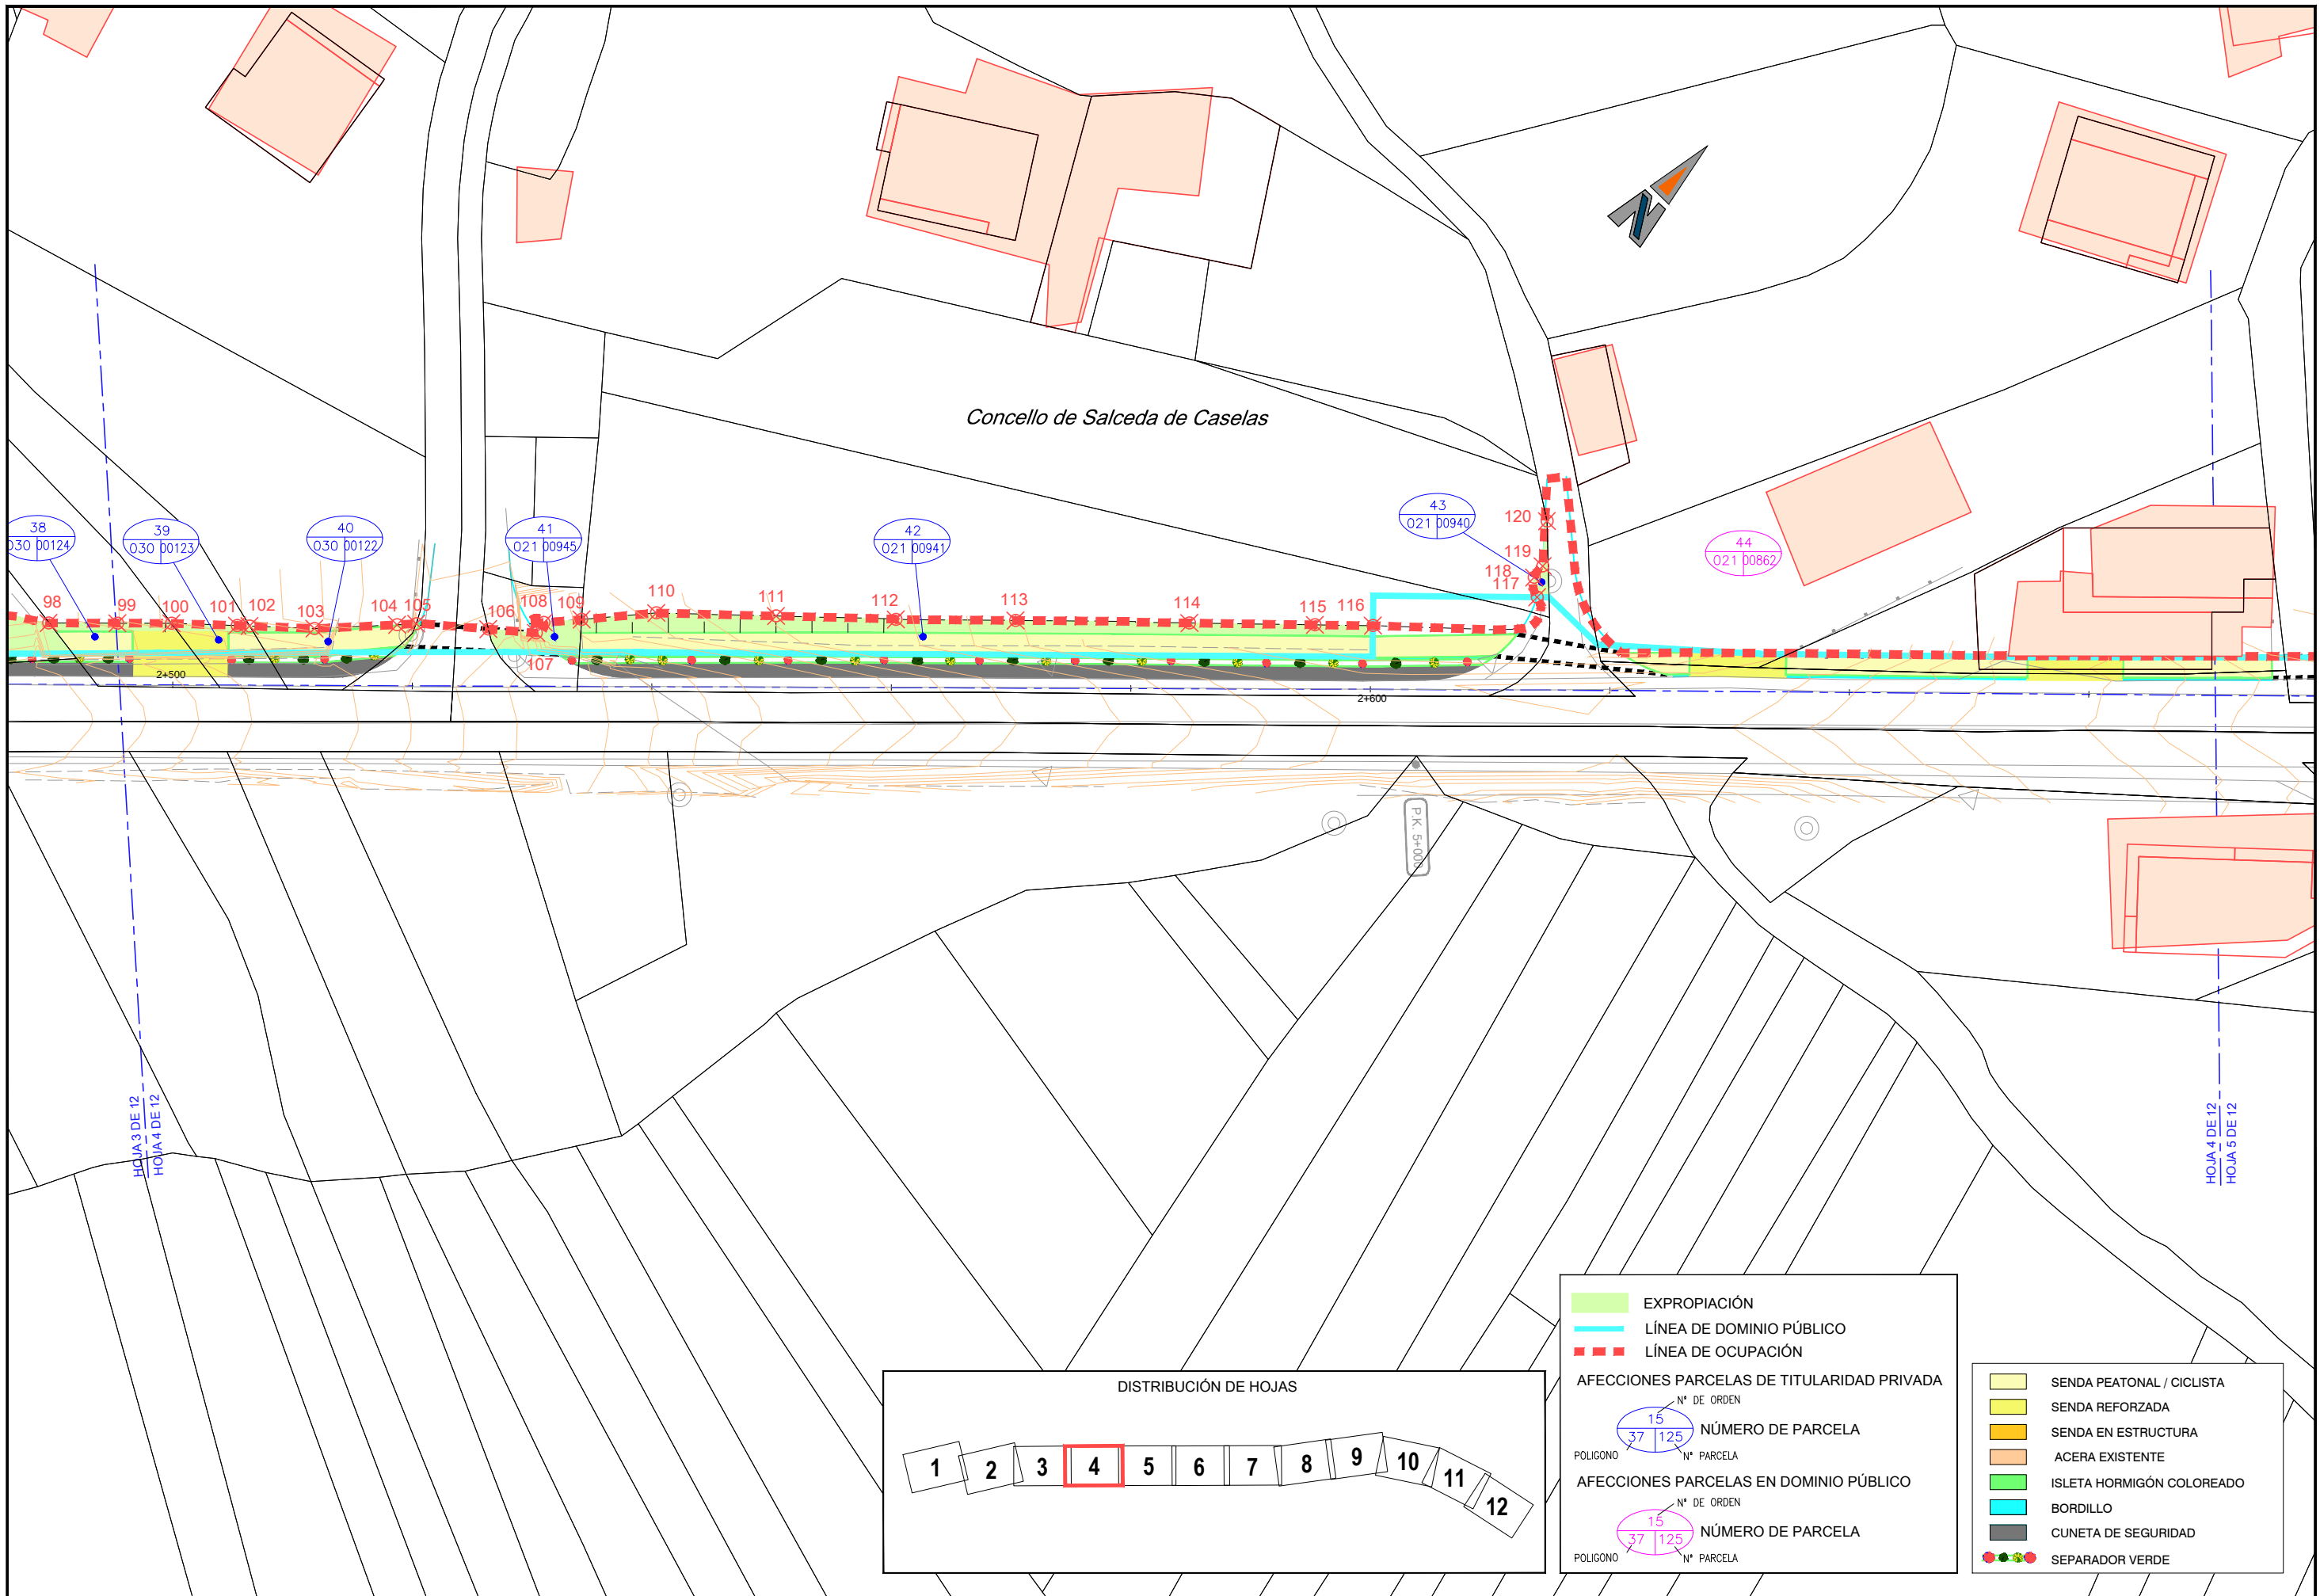 N
Concello de Salceda de Caselas
38
030 00124
39
030 00123
40
030 00122
41
021 00945
42
021 00941
43
021 00940
44
021 00862
98
99
100
101
102
103
104
105
106
107
108
109
110
111
112
113
114
115
116
117
118
119
120
2+500
2+600
P.K. 5+000
HOJA 3 DE 12
HOJA 4 DE 12
HOJA 4 DE 12
HOJA 5 DE 12
DISTRIBUCIÓN DE HOJAS
1
2
3
4
5
6
7
8
9
10
11
12
EXPROPIACIÓN
LÍNEA DE DOMINIO PÚBLICO
LÍNEA DE OCUPACIÓN
AFECCIONES PARCELAS DE TITULARIDAD PRIVADA
Nº DE ORDEN
15
37 125
NÚMERO DE PARCELA
POLIGONO
Nº PARCELA
AFECCIONES PARCELAS EN DOMINIO PÚBLICO
Nº DE ORDEN
15
37 125
NÚMERO DE PARCELA
POLIGONO
Nº PARCELA
SENDA PEATONAL / CICLISTA
SENDA REFORZADA
SENDA EN ESTRUCTURA
ACERA EXISTENTE
ISLETA HORMIGÓN COLOREADO
BORDILLO
CUNETA DE SEGURIDAD
SEPARADOR VERDE